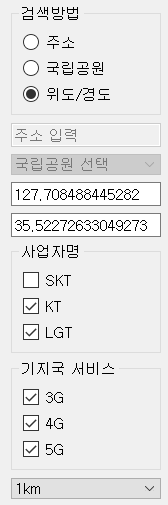 검색방법
주소
국립공원
위도/경도
주소 입력
국립공원 선택
127,708488445282
35,52272633049273
사업자명
SKT
KT
LGT
기지국 서비스
3G
4G
5G
1km